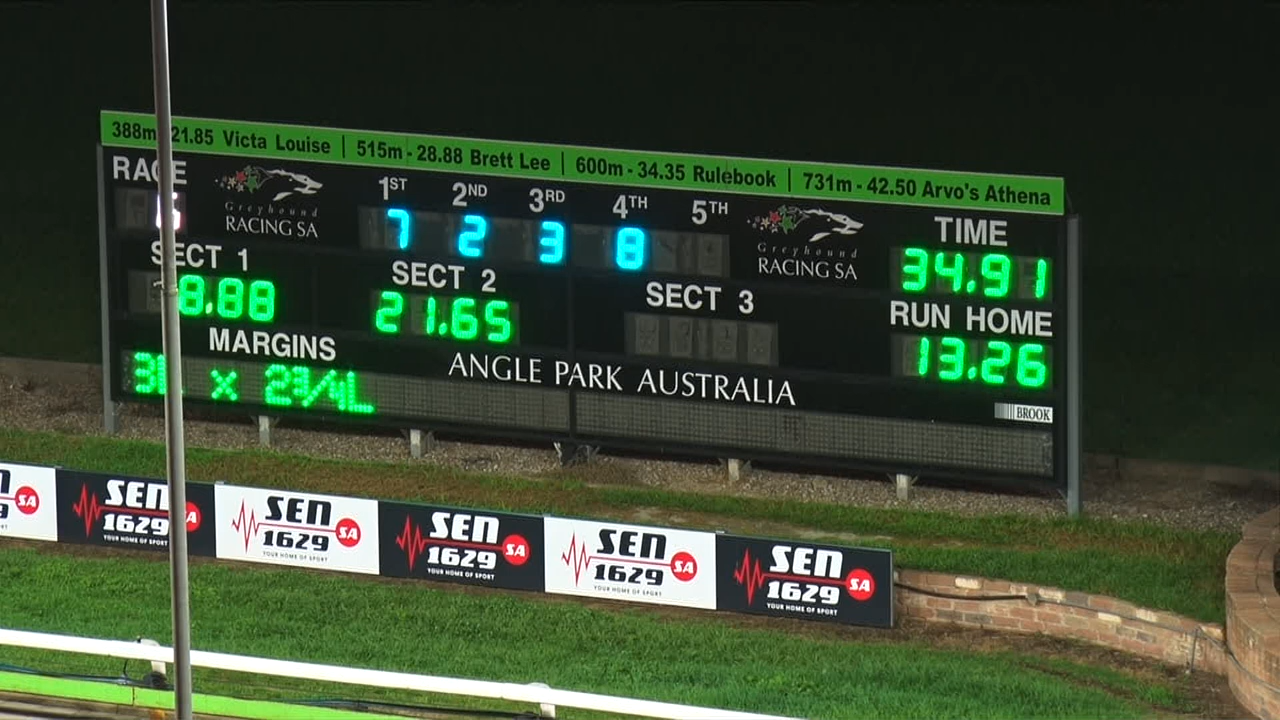 388m 21.85 Victa Louise | 515m - 28.88 Brett Lee | 600m - 34.35 Rulebook | 731m - 42.50 Arvo's Athena
RACE
Greyhound
RACING SA
1ST 2ND 3RD 4TH 5TH
7 2 3 8
Greyhound
RACING SA
TIME
34.91
SECT 1
8.88
SECT 2
21.65
SECT 3
RUN HOME
13.26
MARGINS
3L x 2 3/4L
ANGLE PARK AUSTRALIA
BROOK
SA
SEN
1629 SA
YOUR HOME OF SPORT
SEN
1629 SA
YOUR HOME OF SPORT
SEN
1629 SA
YOUR HOME OF SPORT
SEN
1629 SA
YOUR HOME OF SPORT
SEN
1629 SA
YOUR HOME OF SPORT